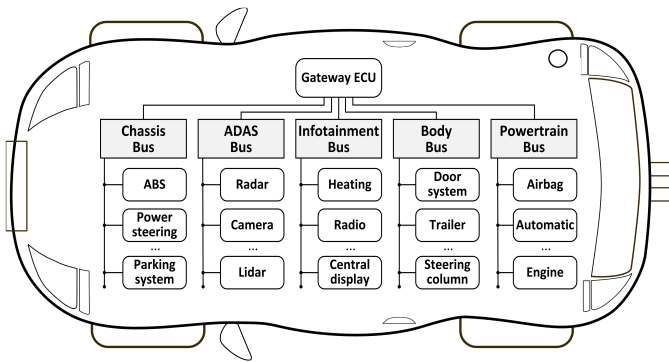 Gateway ECU
Chassis
Bus
ADAS
Bus
Infotainment
Bus
Body
Bus
Powertrain
Bus
ABS
Power
steering
...
Parking
system
Radar
Camera
...
Lidar
Heating
Radio
...
Central
display
Door
system
Trailer
...
Steering
column
Airbag
Automatic
...
Engine